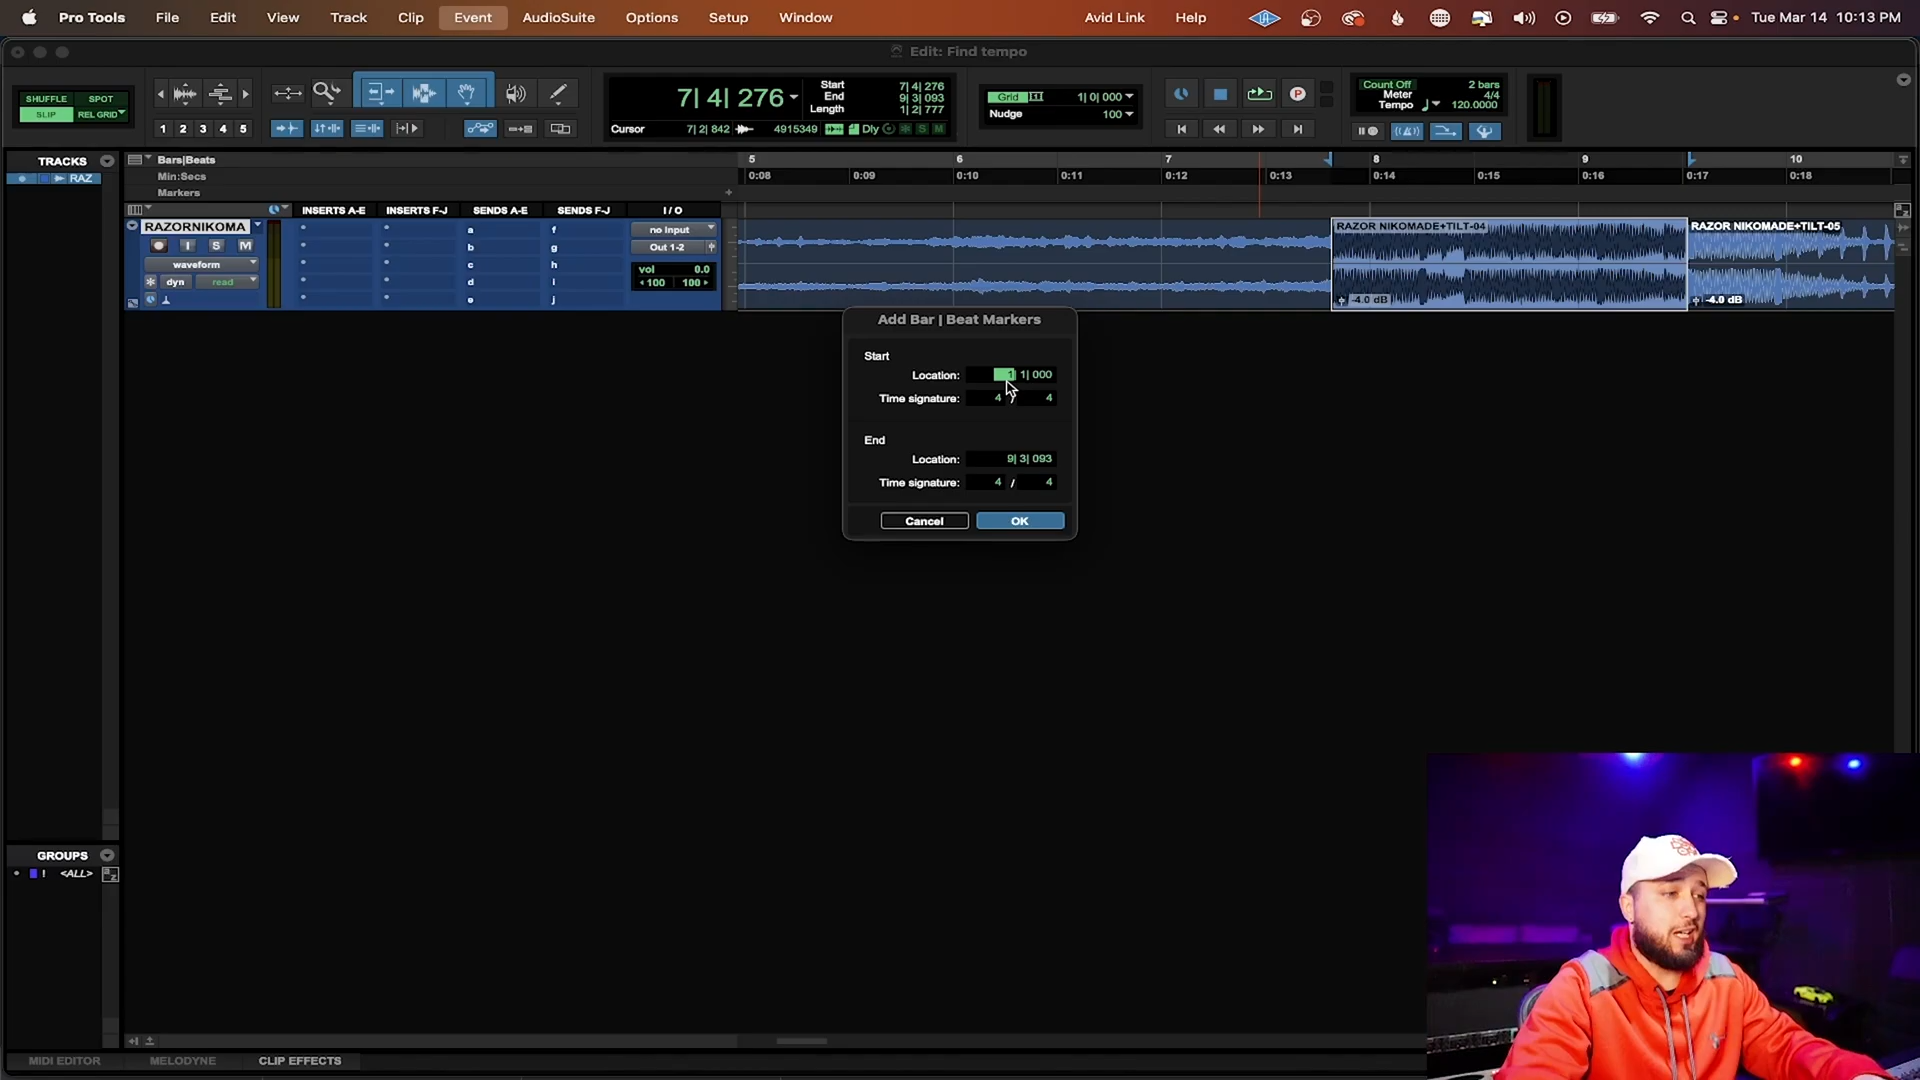 Pro Tools File Edit View Track Clip Event AudioSuite Options Setup Window Avid Link Help Tue Mar 14 10:13 PM
Edit: Find tempo
SHUFFLE SPOT
SLIP REL GRID
1 2 3 4 5
7| 4| 276
Start 7| 4| 276
End 9| 3| 093
Length 1| 2| 777
Cursor 7| 2| 842 4915349 Dly S M
Grid 1| 0| 000
Nudge 100
Count Off 2 bars
Meter 4/4
Tempo 120.0000
TRACKS
RAZ
Bars|Beats 5 6 7 8 9 10
Min:Secs 0:08 0:09 0:10 0:11 0:12 0:13 0:14 0:15 0:16 0:17 0:18
Markers
INSERTS A-E INSERTS F-J SENDS A-E SENDS F-J I / O
RAZORNIKOMA
I S M
waveform
dyn read
a f
b g
c h
d i
e j
no input
Out 1-2
vol 0.0
100 100
RAZOR NIKOMADE+TILT-04
-4.0 dB
RAZOR NIKOMADE+TILT-05
-4.0 dB
Add Bar | Beat Markers
Start
Location: 1| 1| 000
Time signature: 4 / 4
End
Location: 9| 3| 093
Time signature: 4 / 4
Cancel OK
GROUPS
! <ALL>
MIDI EDITOR MELODYNE CLIP EFFECTS